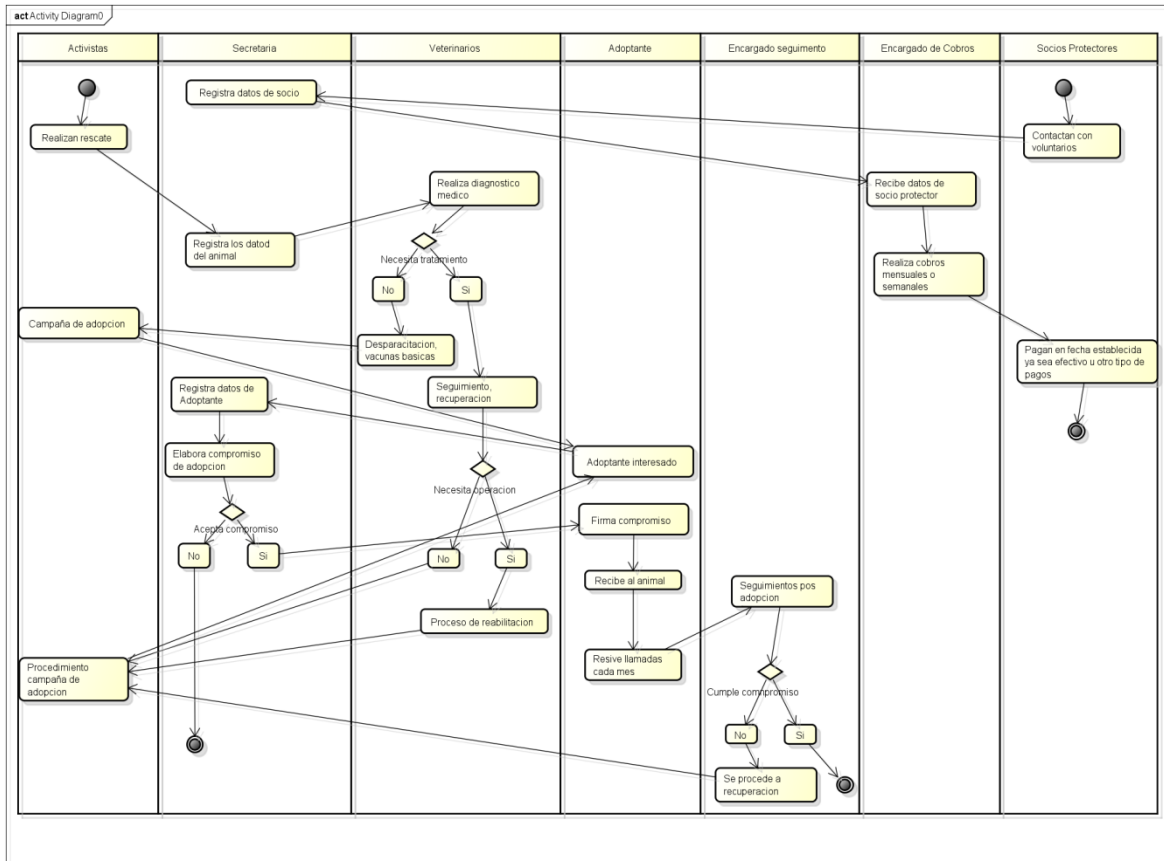 act Activity Diagram0
Activistas
Secretaria
Veterinarios
Adoptante
Encargado seguimento
Encargado de Cobros
Socios Protectores
Registra datos de socio
Realizan rescate
Contactan con
voluntarios
Realiza diagnostico
medico
Recibe datos de
socio protector
Registra los datod
del animal
Necesita tratamiento
Realiza cobros
mensuales o
semanales
No
Si
Campaña de adopcion
Desparacitacion,
vacunas basicas
Pagan en fecha establecida
ya sea efectivo u otro tipo de
pagos
Registra datos de
Adoptante
Seguimiento,
recuperacion
Elabora compromiso
de adopcion
Adoptante interesado
Necesita operacion
Acepta compromiso
Firma compromiso
No
Si
No
Si
Recibe al animal
Seguimientos pos
adopcion
Proceso de reabilitacion
Procedimiento
campaña de
adopcion
Resive llamadas
cada mes
Cumple commpromiso
No
Si
Se procede a
recuperacion